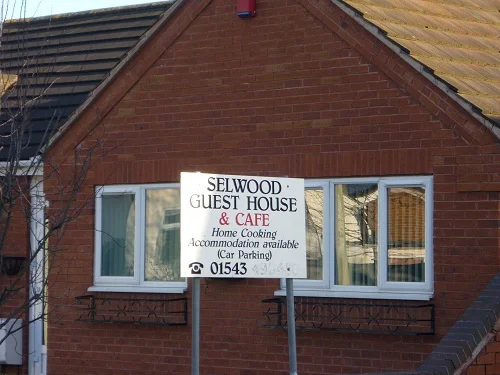 SELWOOD
GUEST HOUSE
& CAFE
Home Cooking
Accommodation available
(Car Parking)
01543